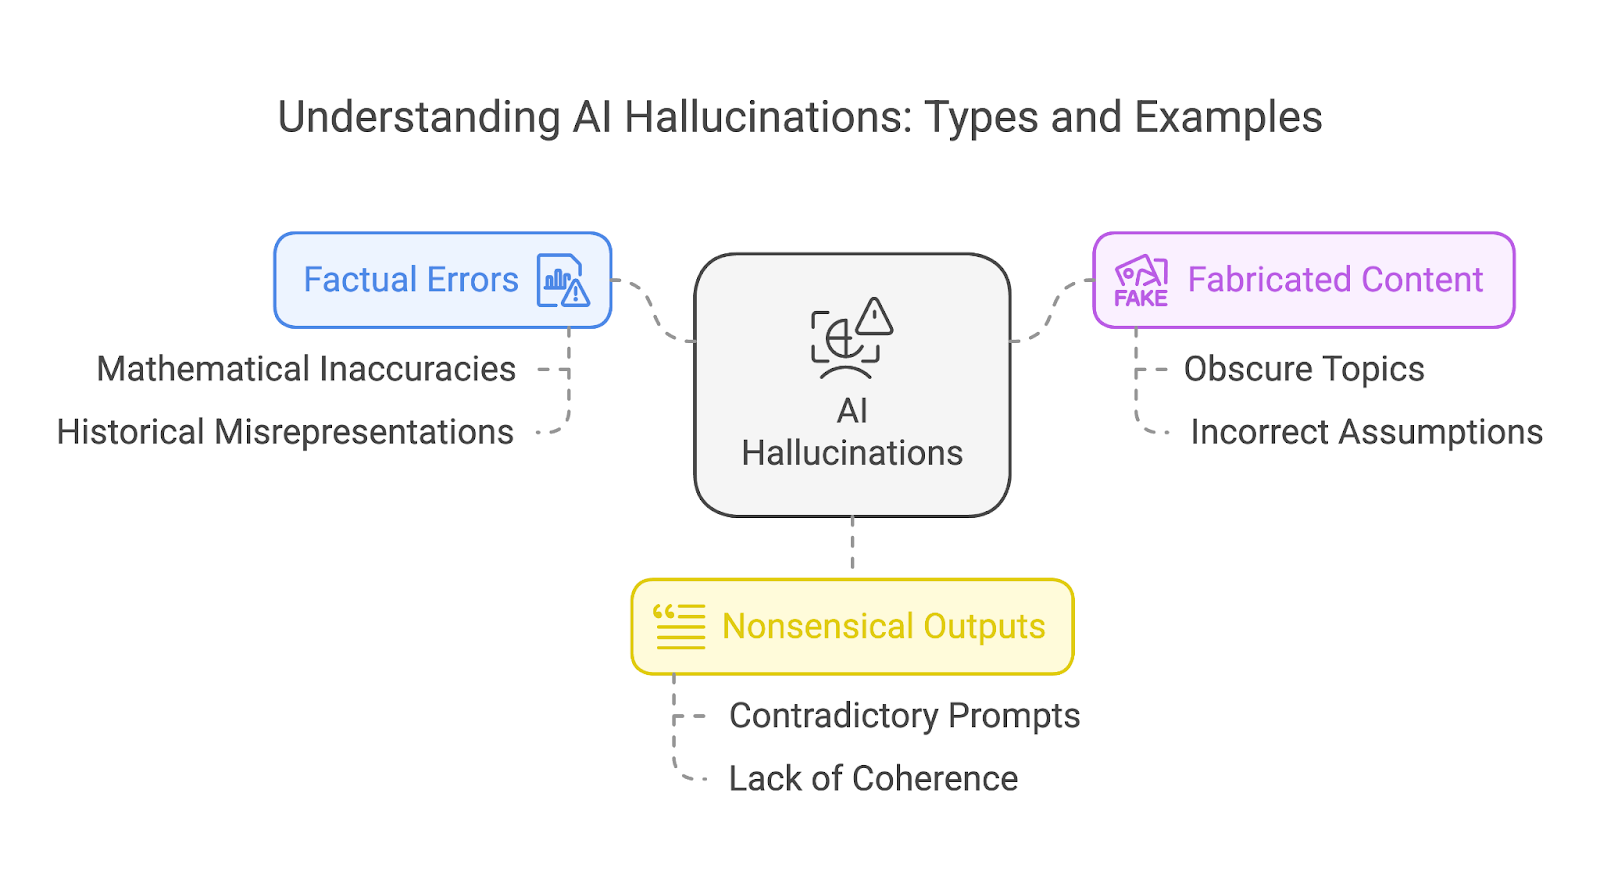 Understanding AI Hallucinations: Types and Examples
Factual Errors
Mathematical Inaccuracies
Historical Misrepresentations
AI
Hallucinations
FAKE
Fabricated Content
Obscure Topics
Incorrect Assumptions
Nonsensical Outputs
Contradictory Prompts
Lack of Coherence